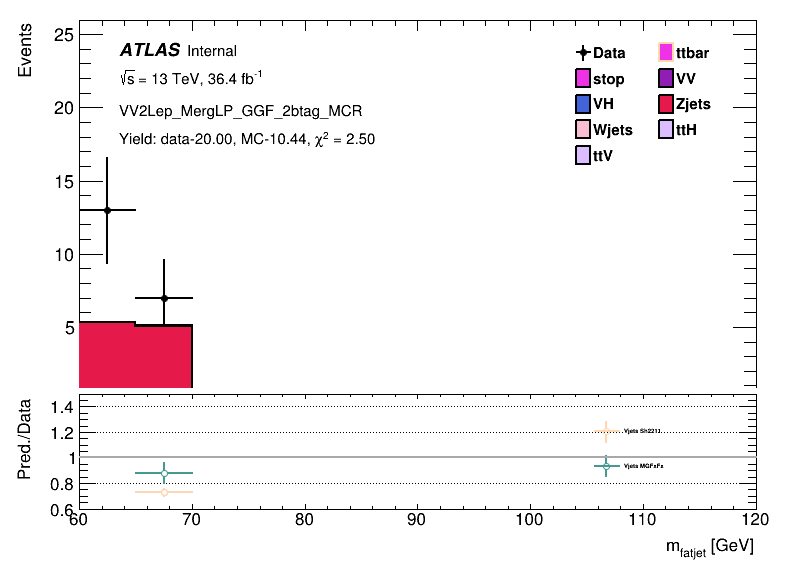 Events
25
20
15
10
5
ATLAS Internal
√s = 13 TeV, 36.4 fb⁻¹
VV2Lep_MergLP_GGF_2btag_MCR
Yield: data-20.00, MC-10.44, χ² = 2.50
Data
ttbar
stop
VV
VH
Zjets
Wjets
ttH
ttV
Pred./Data
1.4
1.2
1
0.8
0.6
Vjets Sh2211
Vjets MGFxFx
60 70 80 90 100 110 120
m_fatjet [GeV]